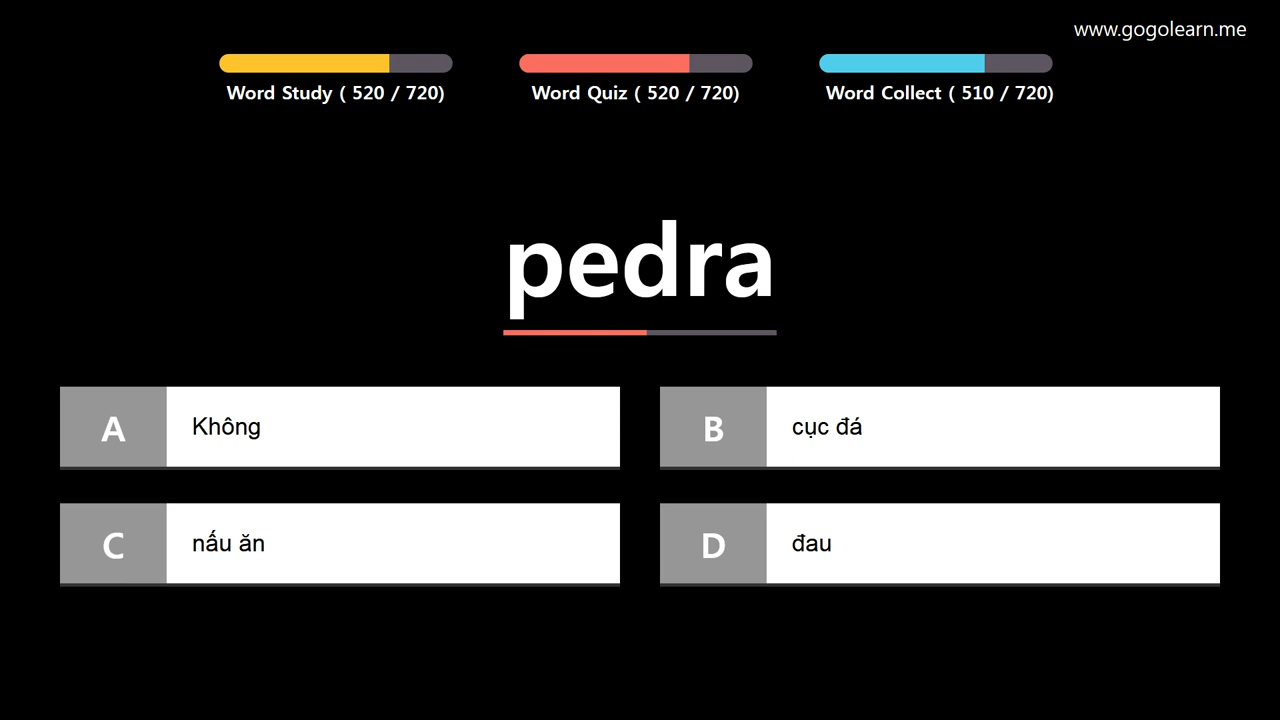 www.gogolearn.me
Word Study ( 520 / 720)
Word Quiz ( 520 / 720)
Word Collect ( 510 / 720)
pedra
A
Không
B
cục đá
C
nấu ăn
D
đau